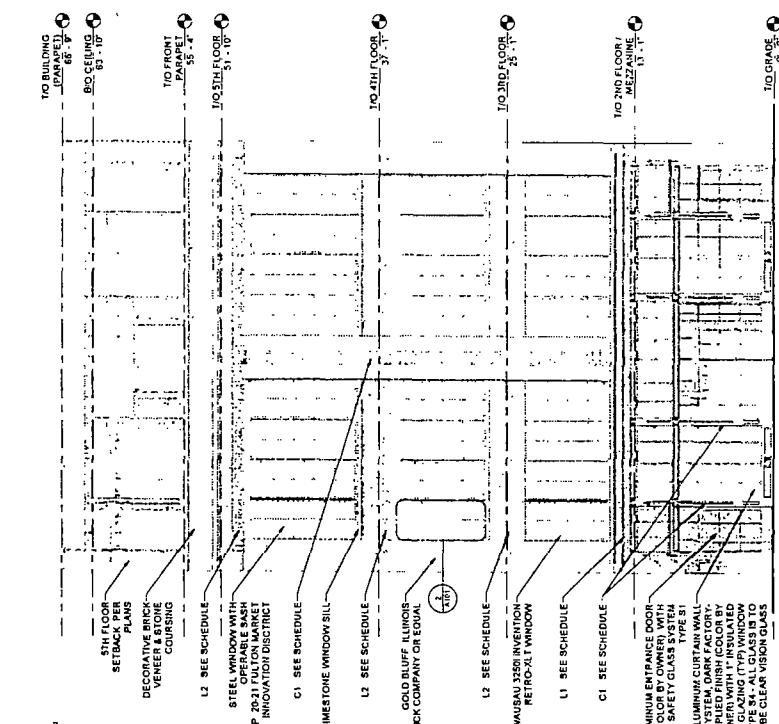 T/O BUILDING
(PARAPET)
B/O CEILING
63 - 10"
T/O FRONT
PARAPET
55 - 4"
T/O 5TH FLOOR
51 - 10"
T/O 4TH FLOOR
37 - 1"
T/O 3RD FLOOR
25 - 1"
T/O 2ND FLOOR /
MEZZANINE
13 - 1"
T/O GRADE
5TH FLOOR
SETBACK PER
PLANS
DECORATIVE BRICK
VENEER & STONE
COURSING
L2 SEE SCHEDULE
STEEL WINDOW WITH
OPERABLE SASH
P 20-21 FULTON MARKET
INNOVATION DISCTRICT
C1 SEE SCHEDULE
IMESTONE WINDOW SILL
L2 SEE SCHEDULE
GOLD BLUFF ILLINOIS
ICK COMPANY OR EQUAL
2
A101
L2 SEE SCHEDULE
WAUSAU 3250I INVENTION
RETRO-XLT WINDOW
L1 SEE SCHEDULE
C1 SEE SCHEDULE
INUM ENTRANCE DOOR
OLOR BY OWNER) WITH
SAFETY GLASS SYSTEM
TYPE S1
LUMINUM CURTAIN WALL
YSTEM, DARK FACTORY-
PLIED FINISH (COLOR BY
NER) WITH 1" INSULATED
GLAZING (TYP) WINDOW
PE S4 - ALL GLASS IS TO
E CLEAR VISION GLASS